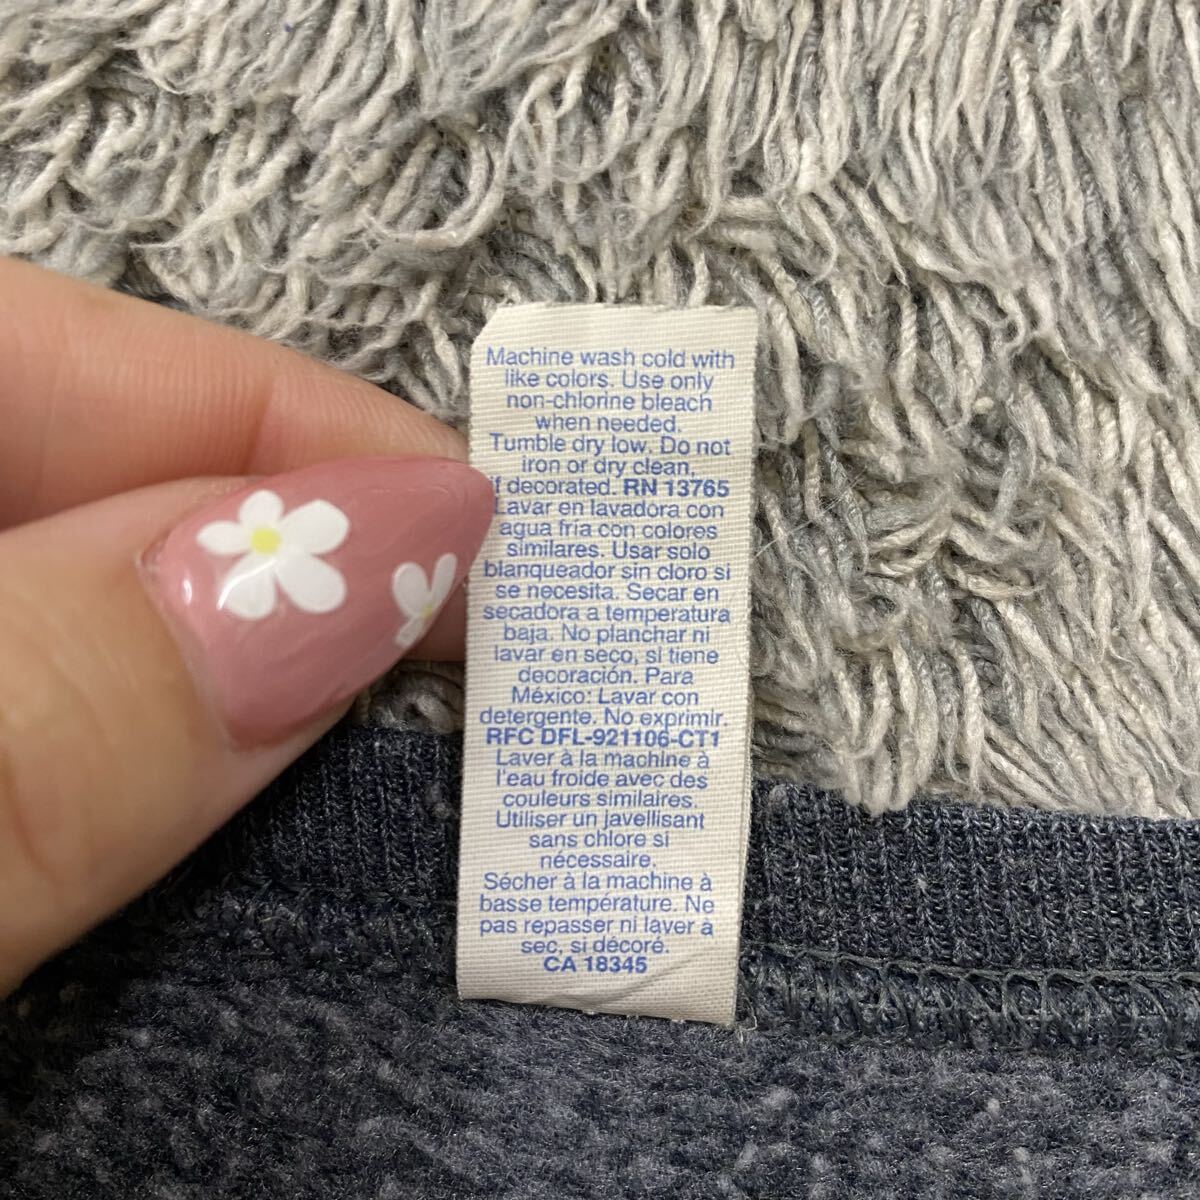 Machine wash cold with
like colors. Use only
non-chlorine bleach
when needed.
Tumble dry low. Do not
iron or dry clean,
if decorated. RN 13765
Lavar en lavadora con
agua fría con colores
similares. Usar solo
blanqueador sin cloro si
se necesita. Secar en
secadora a temperatura
baja. No planchar ni
lavar en seco, si tiene
decoración. Para
México: Lavar con
detergente. No exprimir.
RFC DFL-921106-CT1
Laver à la machine à
l'eau froide avec des
couleurs similaires.
Utiliser un javellisant
sans chlore si
nécessaire.
Sécher à la machine à
basse température. Ne
pas repasser ni laver a
sec, si décoré.
CA 18345